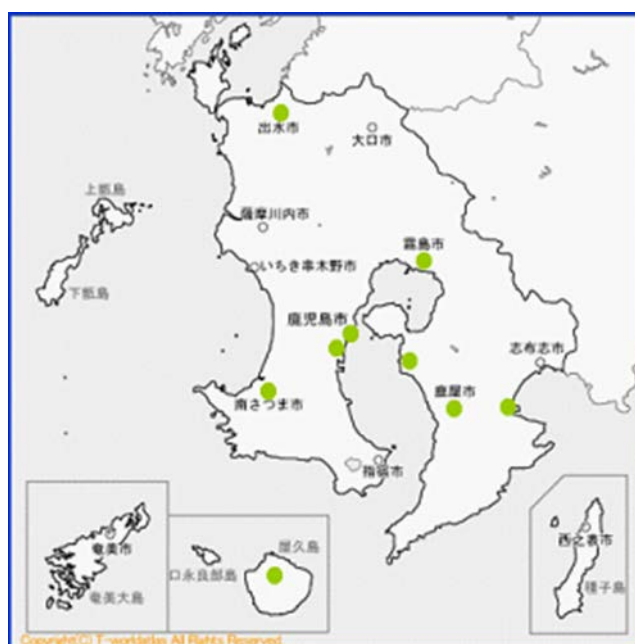 出水市
大口市
上甑島
薩摩川内市
霧島市
いちき串木野市
下甑島
鹿児島市
志布志市
南さつま市
鹿屋市
指宿市
屋久島
奄美市
西之表市
口永良部島
奄美大島
種子島
Copyright(C) T-worldatlas All Rights Reserved